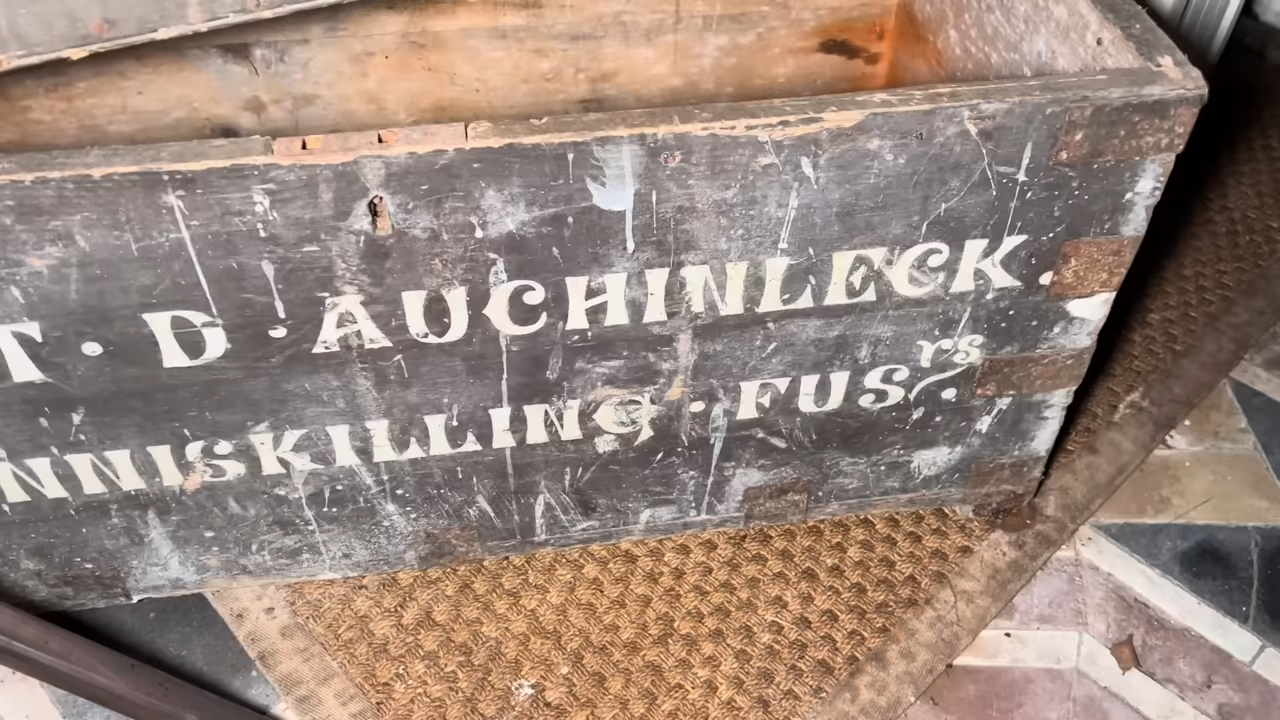 T · D · AUCHINLECK.
NNISKILLING · FUSrs.